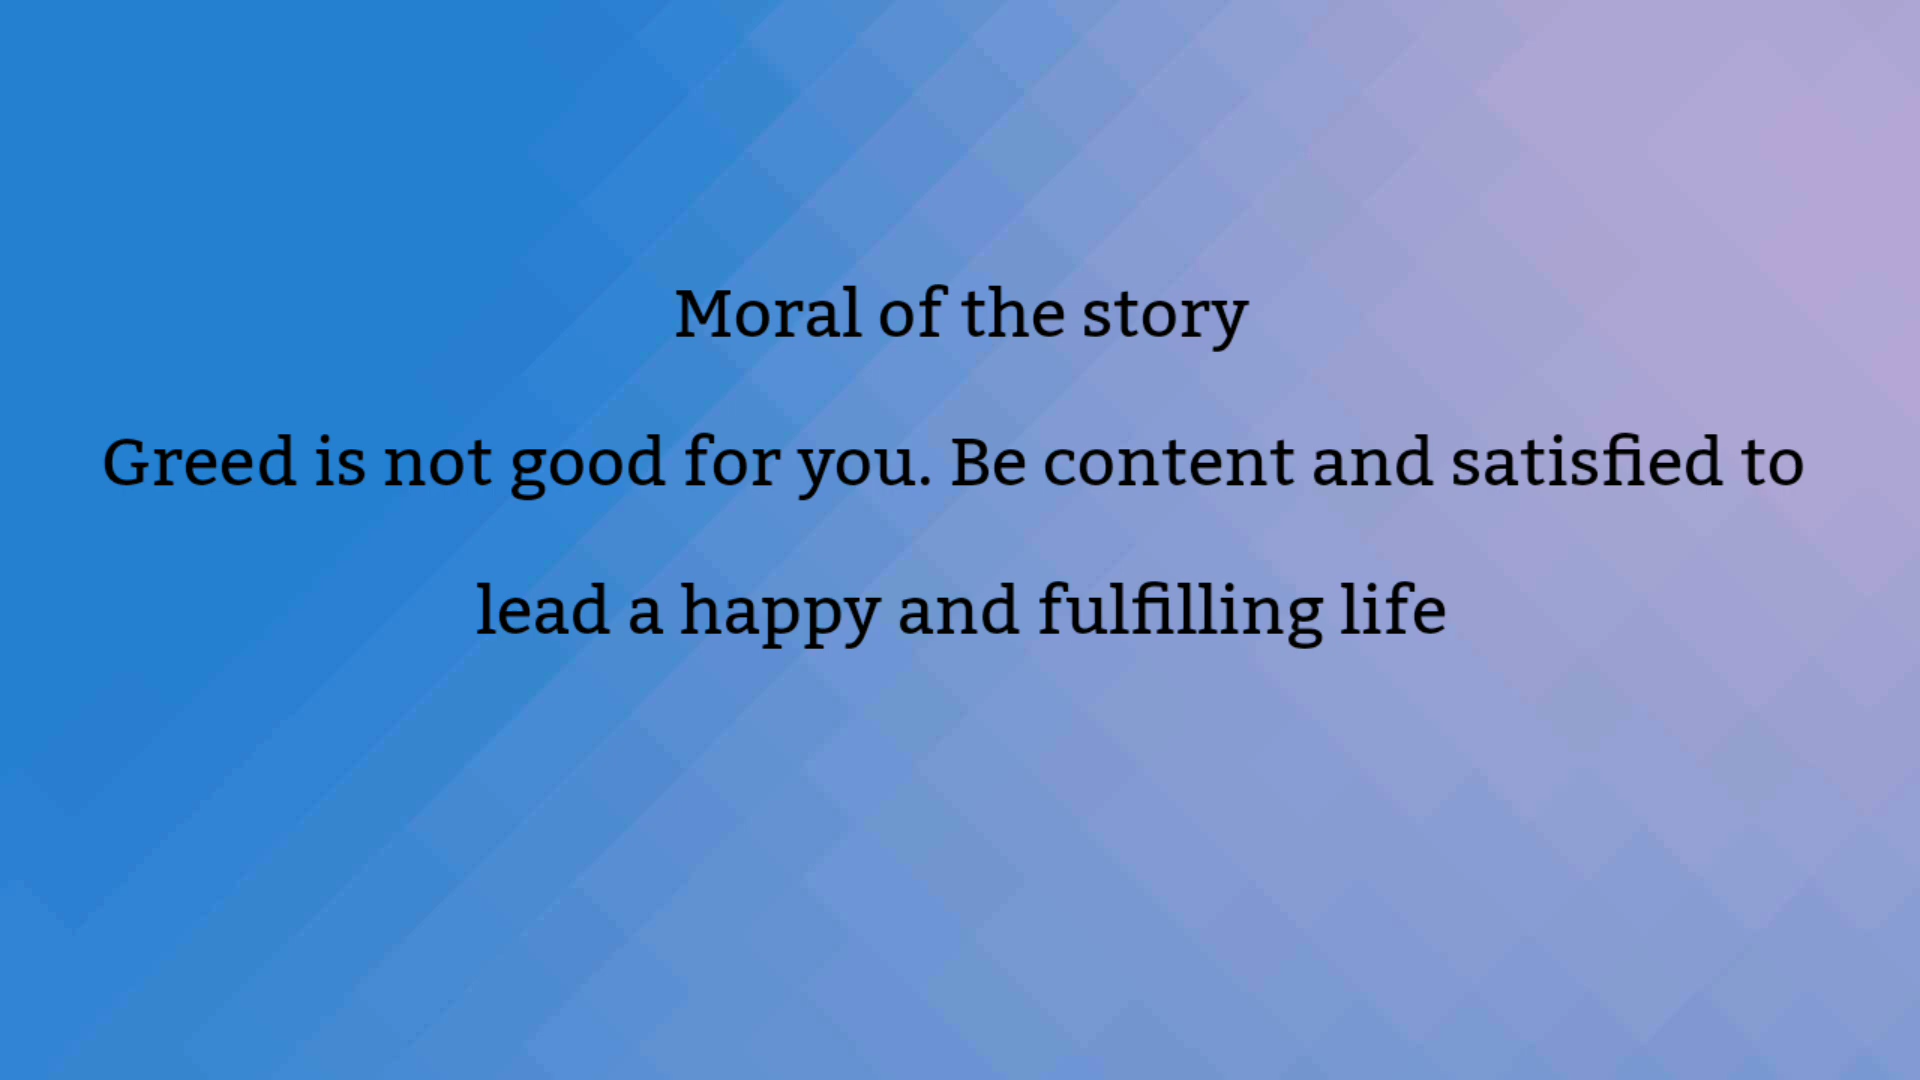 Moral of the story
Greed is not good for you. Be content and satisfied to
lead a happy and fulfilling life